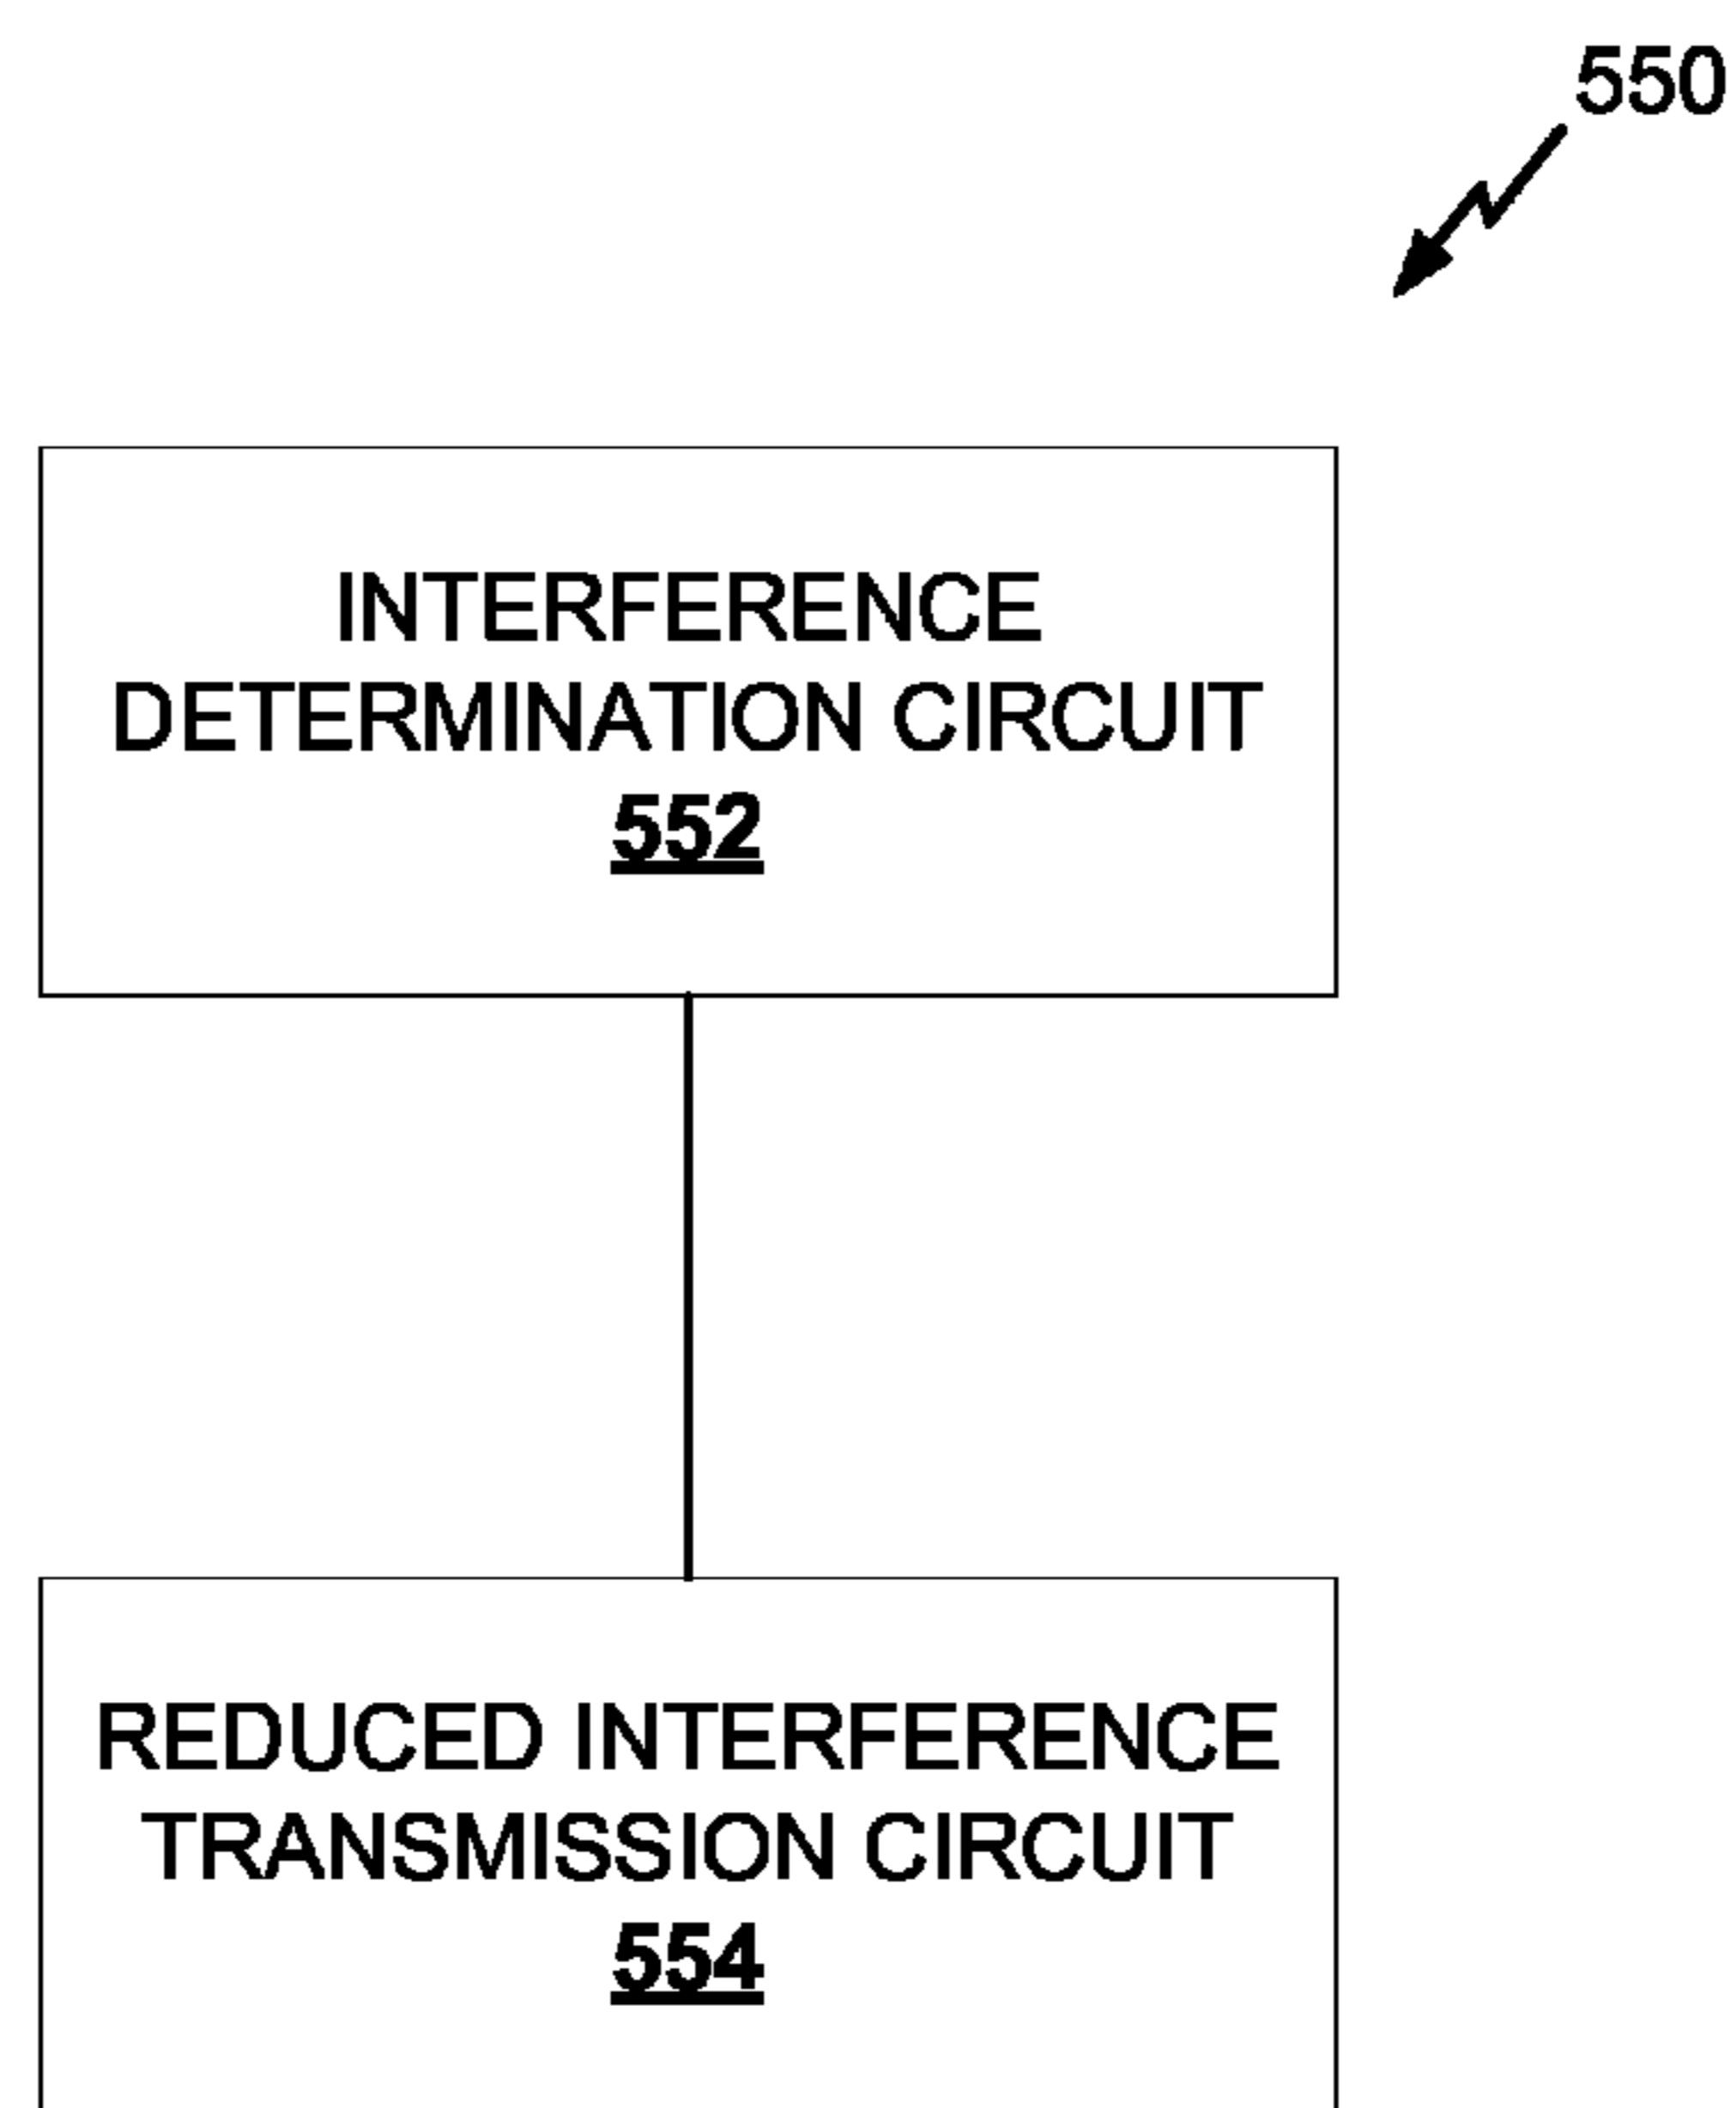 550
INTERFERENCE
DETERMINATION CIRCUIT
552
REDUCED INTERFERENCE
TRANSMISSION CIRCUIT
554